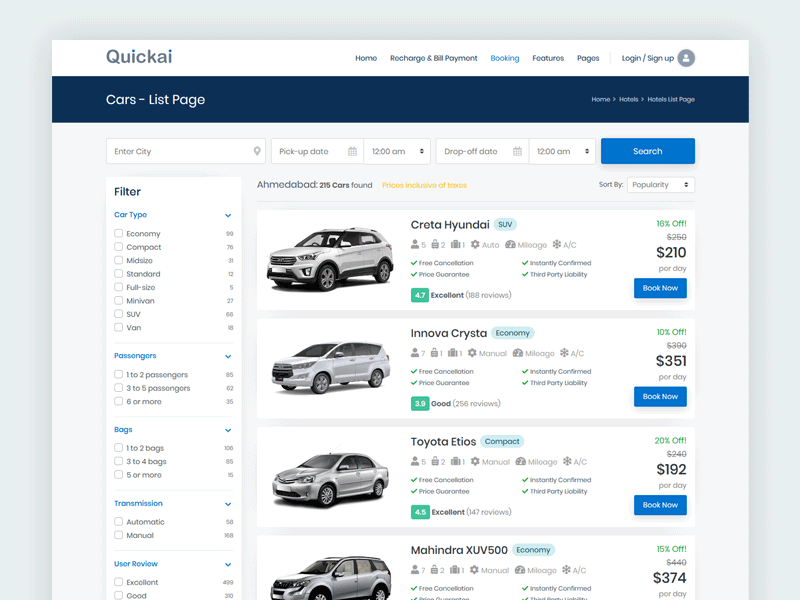 Quickai
Home Recharge & Bill Payment Booking Features Pages Login / Sign up
Cars - List Page
Home > Hotels > Hotels List Page
Enter City Pick-up date 12:00 am Drop-off date 12:00 am Search
Filter
Car Type
Economy 99
Compact 76
Midsize 31
Standard 12
Full-size 5
Minivan 27
SUV 66
Van 18
Passengers
1 to 2 passengers 85
3 to 5 passengers 62
6 or more 35
Bags
1 to 2 bags 106
3 to 4 bags 85
5 or more 15
Transmission
Automatic 58
Manual 168
User Review
Excellent 499
Good 310
Ahmedabad: 215 Cars found Prices inclusive of taxes
Sort By: Popularity
Creta Hyundai SUV
5 2 1 Auto Mileage A/C
Free Cancellation Instantly Confirmed
Price Guarantee Third Party Liability
4.7 Excellent (188 reviews)
16% Off!
$250
$210
per day
Book Now
Innova Crysta Economy
7 1 1 Manual Mileage A/C
Free Cancellation Instantly Confirmed
Price Guarantee Third Party Liability
3.9 Good (256 reviews)
10% Off!
$390
$351
per day
Book Now
Toyota Etios Compact
5 2 1 Manual Mileage A/C
Free Cancellation Instantly Confirmed
Price Guarantee Third Party Liability
4.5 Excellent (147 reviews)
20% Off!
$240
$192
per day
Book Now
Mahindra XUV500 Economy
7 2 1 Manual Mileage A/C
Free Cancellation Instantly Confirmed
Price Guarantee Third Party Liability
15% Off!
$440
$374
per day